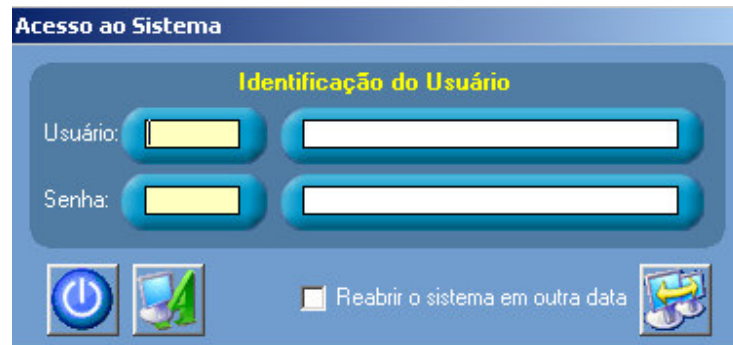 Acesso ao Sistema
Identificação do Usuário
Usuário:
Senha:
Reabrir o sistema em outra data